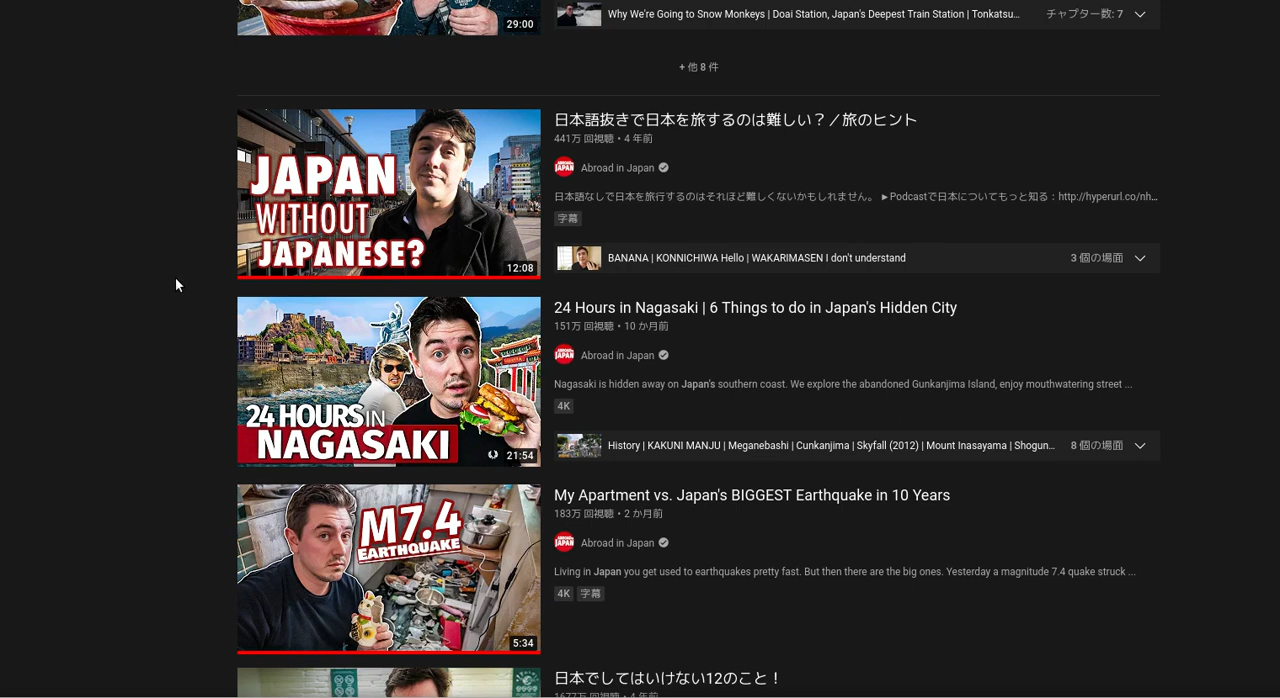 29:00
Why We're Going to Snow Monkeys | Doai Station, Japan's Deepest Train Station | Tonkatsu...
チャプター数: 7
+ 他 8 件
JAPAN
WITHOUT
JAPANESE?
12:08
日本語抜きで日本を旅するのは難しい？／旅のヒント
441万 回視聴・4 年前
Abroad in Japan
日本語なしで日本を旅行するのはそれほど難しくないかもしれません。 ►Podcastで日本についてもっと知る：http://hyperurl.co/nh...
字幕
BANANA | KONNICHIWA Hello | WAKARIMASEN I don't understand
3 個の場面
24 HOURS IN
NAGASAKI
21:54
24 Hours in Nagasaki | 6 Things to do in Japan's Hidden City
151万 回視聴・10 か月前
Abroad in Japan
Nagasaki is hidden away on Japan's southern coast. We explore the abandoned Gunkanjima Island, enjoy mouthwatering street ...
4K
History | KAKUNI MANJU | Meganebashi | Cunkanjima | Skyfall (2012) | Mount Inasayama | Shogun...
8 個の場面
M7.4
EARTHQUAKE
5:34
My Apartment vs. Japan's BIGGEST Earthquake in 10 Years
183万 回視聴・2 か月前
Abroad in Japan
Living in Japan you get used to earthquakes pretty fast. But then there are the big ones. Yesterday a magnitude 7.4 quake struck ...
4K 字幕
日本でしてはいけない12のこと！
1677万 回視聴・4 年前